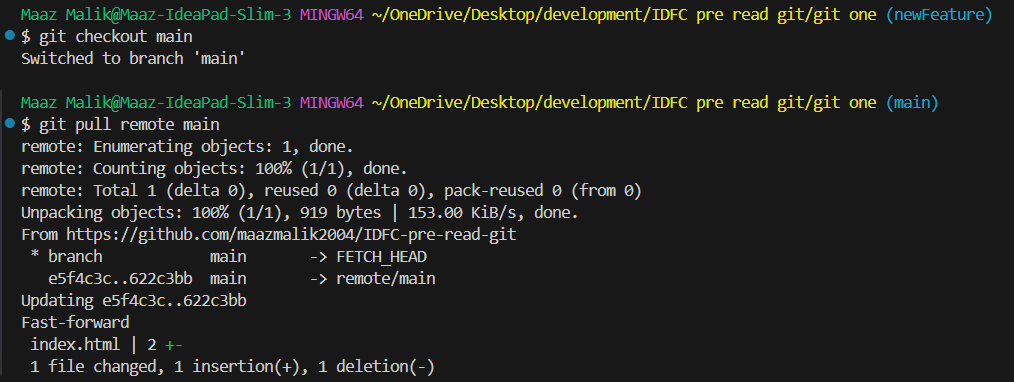 Maaz Malik@Maaz-IdeaPad-Slim-3 MINGW64 ~/OneDrive/Desktop/development/IDFC pre read git/git one (newFeature)
$ git checkout main
Switched to branch 'main'
Maaz Malik@Maaz-IdeaPad-Slim-3 MINGW64 ~/OneDrive/Desktop/development/IDFC pre read git/git one (main)
$ git pull remote main
remote: Enumerating objects: 1, done.
remote: Counting objects: 100% (1/1), done.
remote: Total 1 (delta 0), reused 0 (delta 0), pack-reused 0 (from 0)
Unpacking objects: 100% (1/1), 919 bytes | 153.00 KiB/s, done.
From https://github.com/maazmalik2004/IDFC-pre-read-git
 * branch            main       -> FETCH_HEAD
   e5f4c3c..622c3bb  main       -> remote/main
Updating e5f4c3c..622c3bb
Fast-forward
 index.html | 2 +-
 1 file changed, 1 insertion(+), 1 deletion(-)